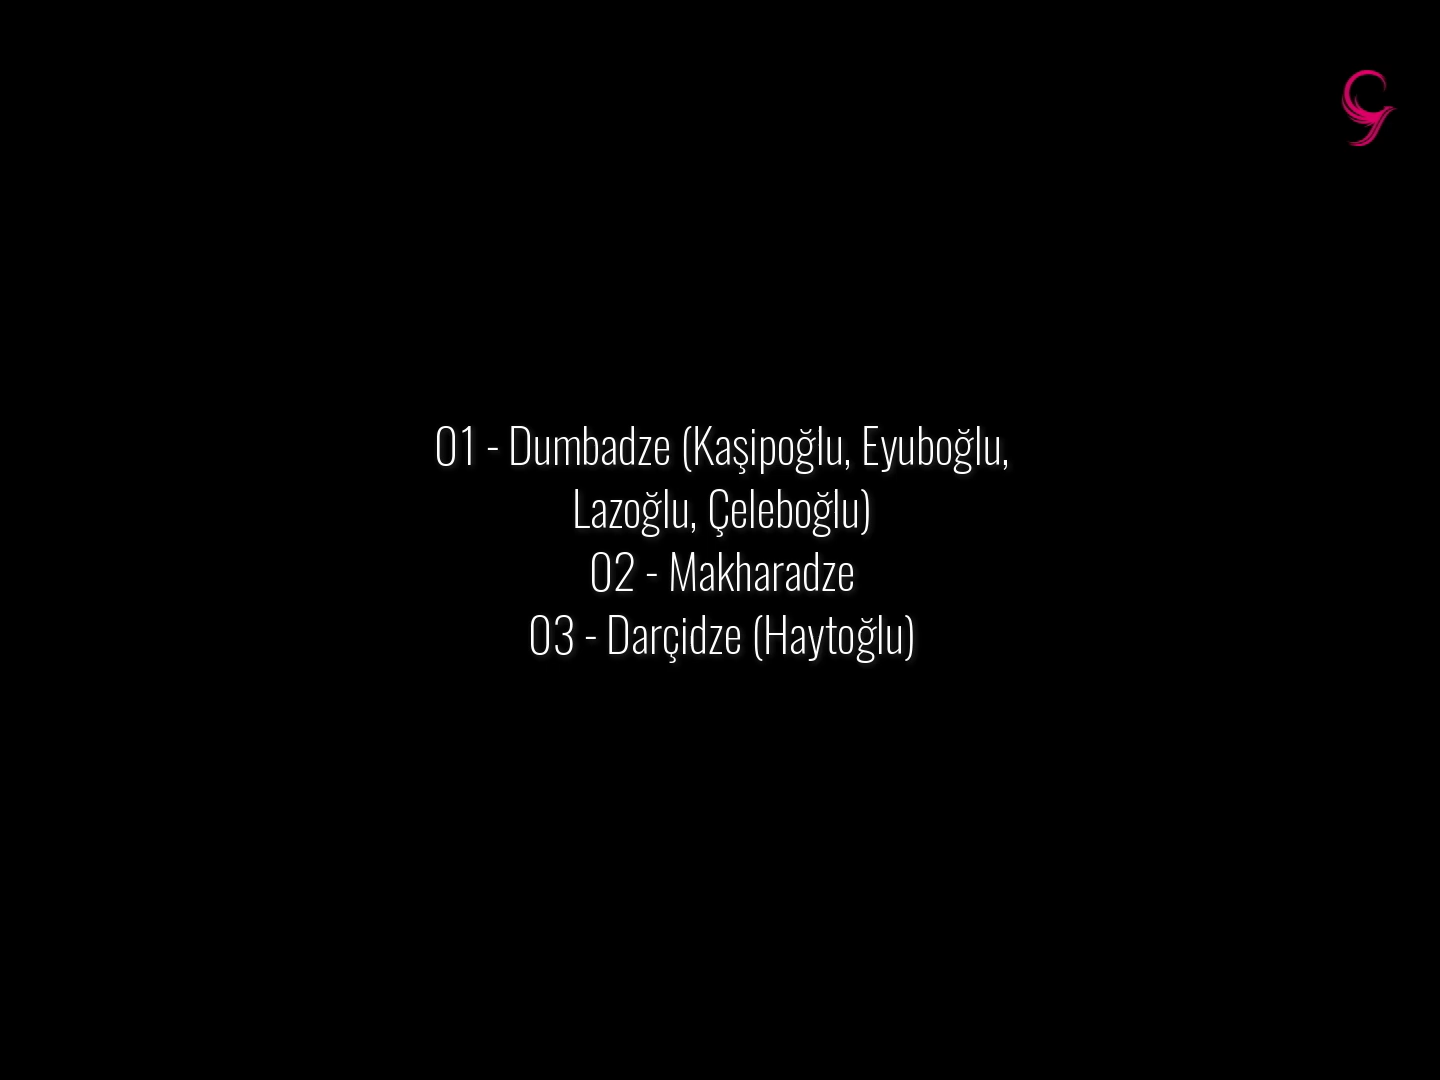 01 - Dumbadze (Kaşipoğlu, Eyuboğlu,
Lazoğlu, Çeleboğlu)
02 - Makharadze
03 - Darçidze (Haytoğlu)